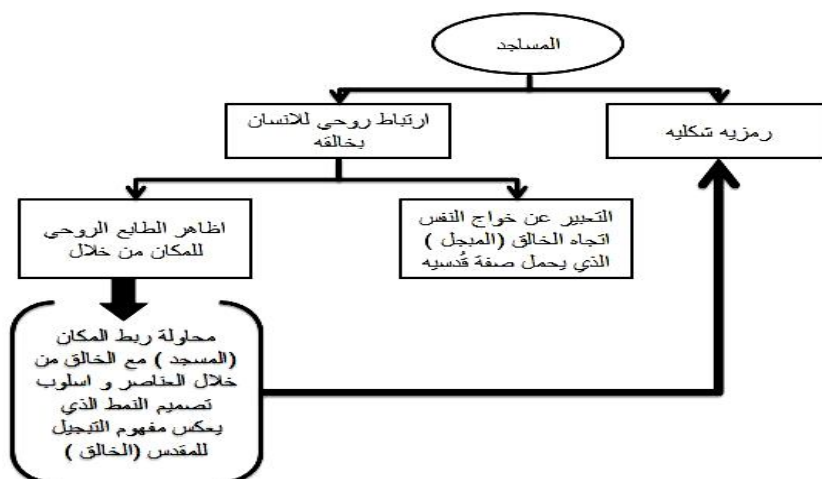 المساجد
رمزيه شكليه
ارتباط روحي للانسان
بخالقه
التعبير عن خواج النفس
اتجاه الخالق (المبجل )
الذي يحمل صفة قُدسيه
اظاهر الطابع الروحي
للمكان من خلال
محاولة ربط المكان
(المسجد ) مع الخالق من
خلال العناصر و اسلوب
تصميم النمط الذي
يعكس مفهوم التبجيل
للمقدس (الخالق )